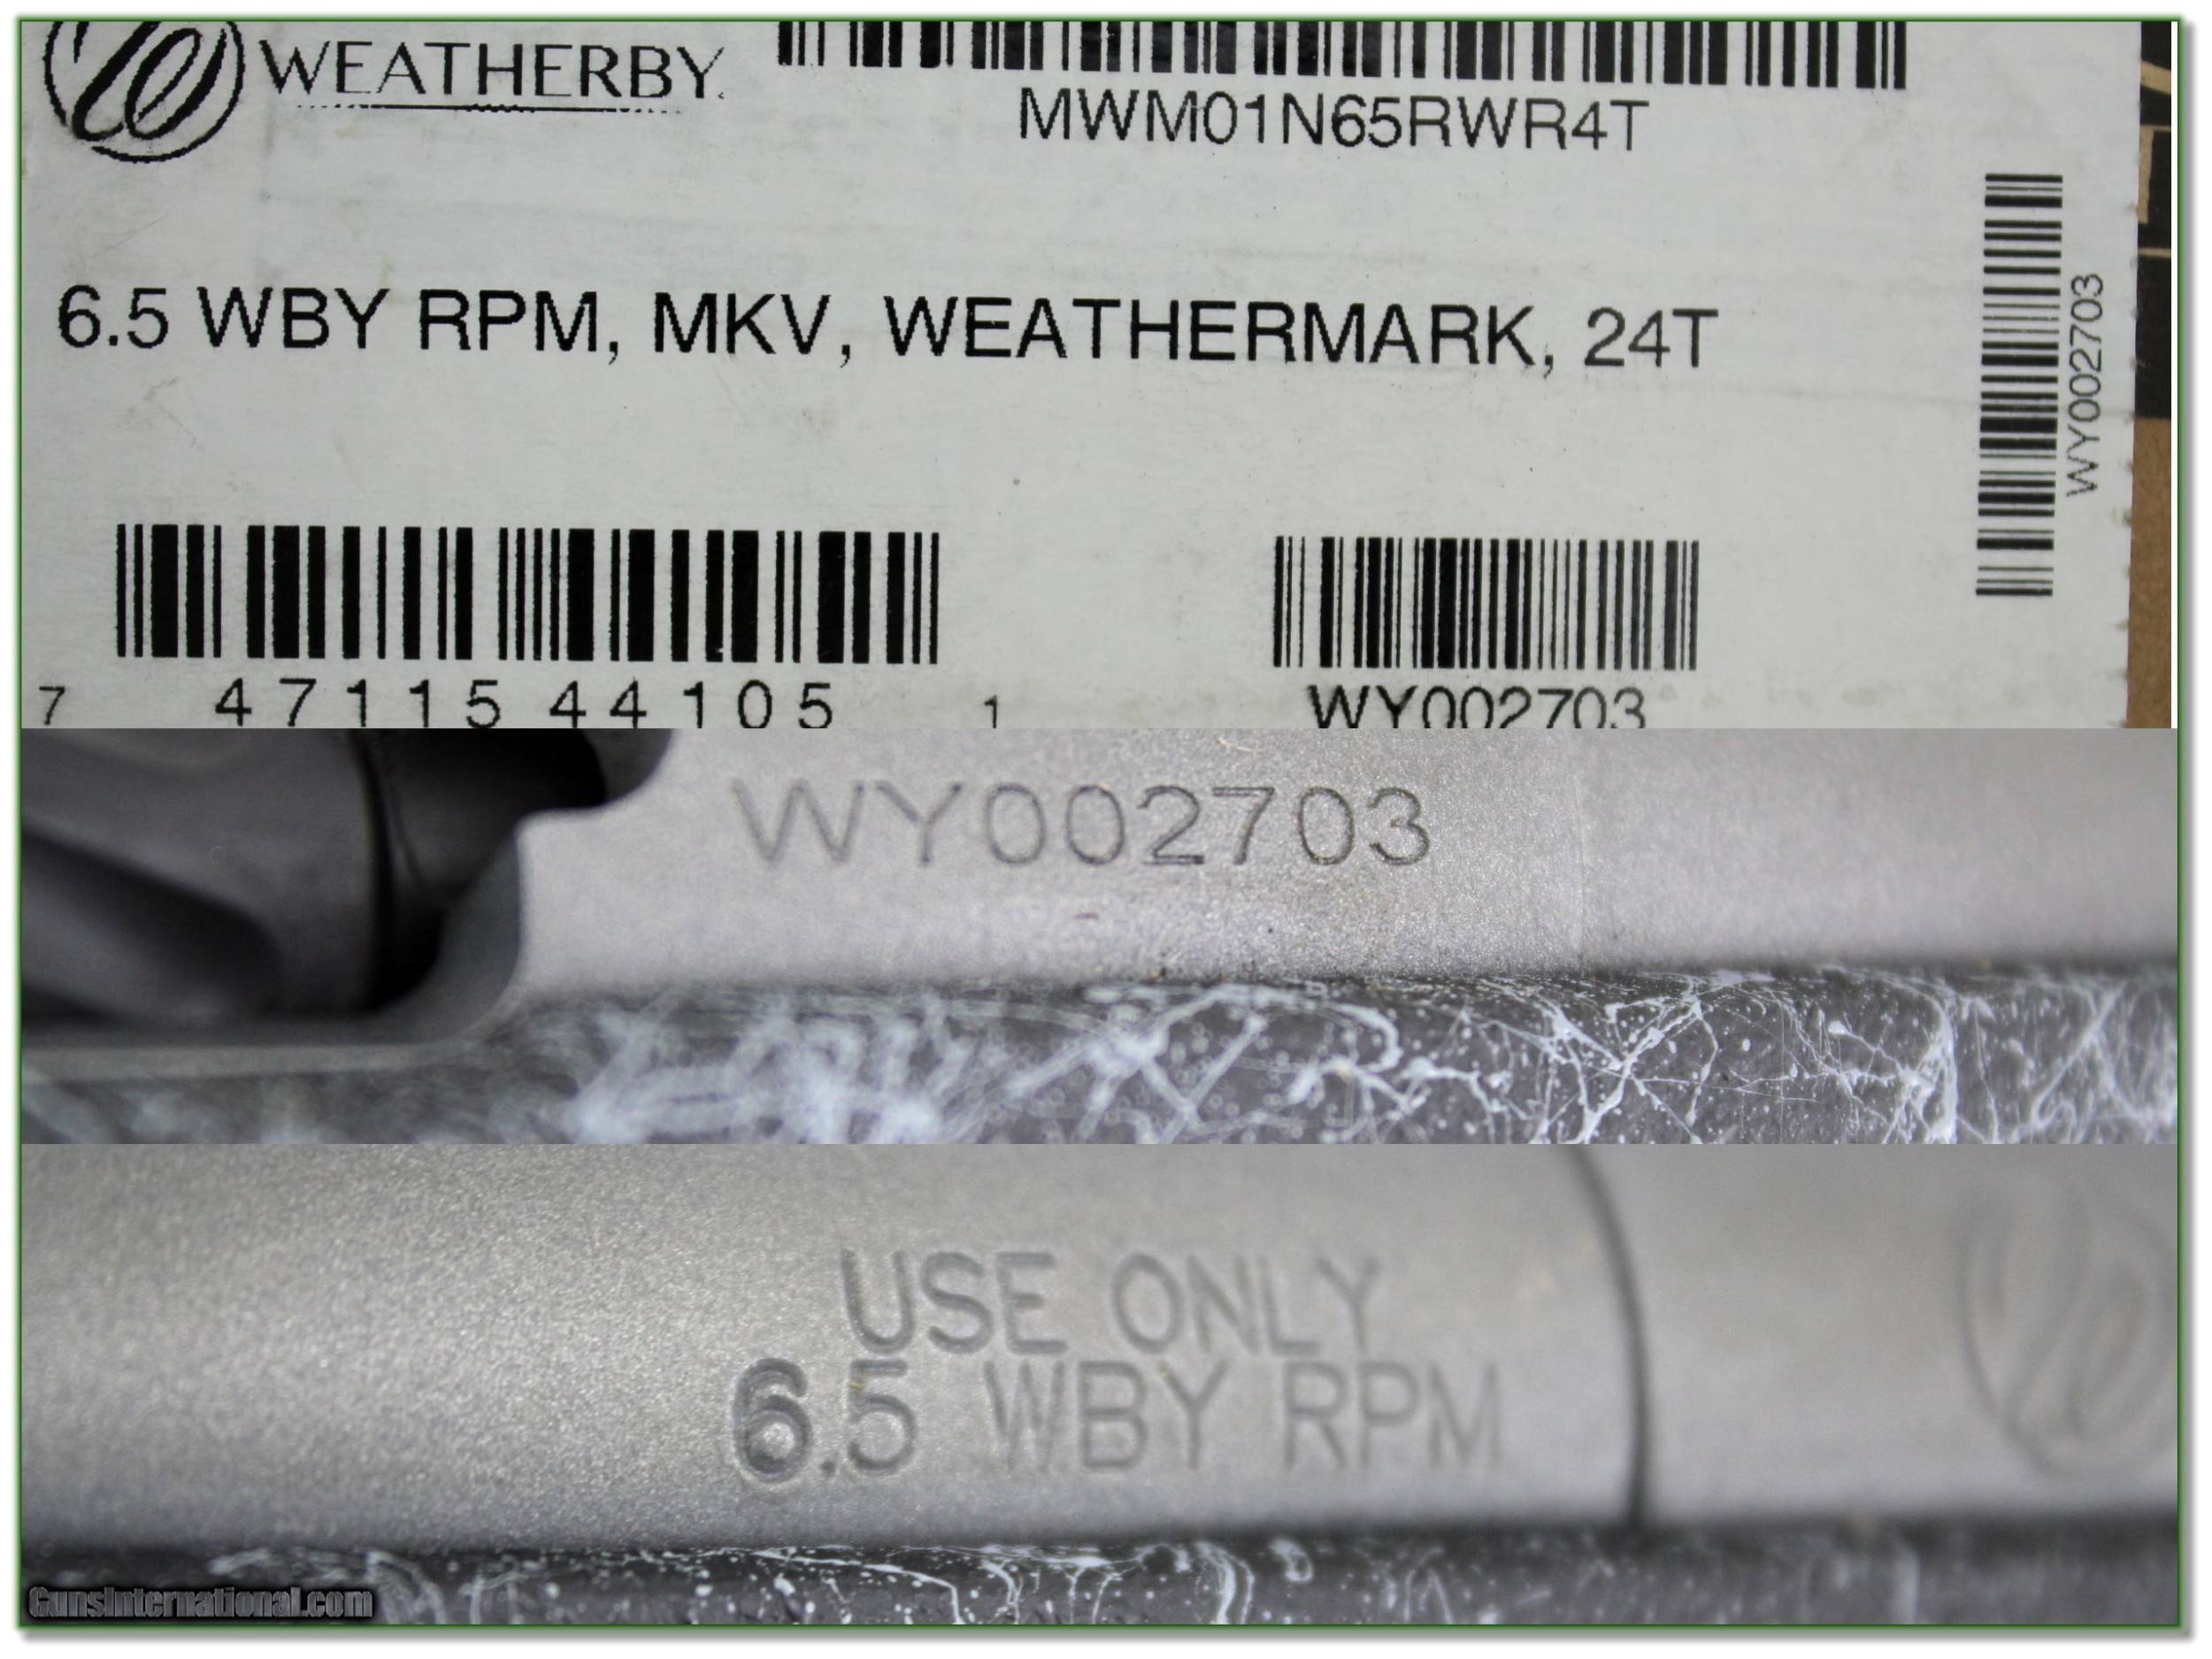 WEATHERBY
MWM01N65RWR4T
6.5 WBY RPM, MKV, WEATHERMARK, 24T
WY002703
7 47115 44105 1
WY002703
WY002703
USE ONLY
6.5 WBY RPM
GunsInternational.com